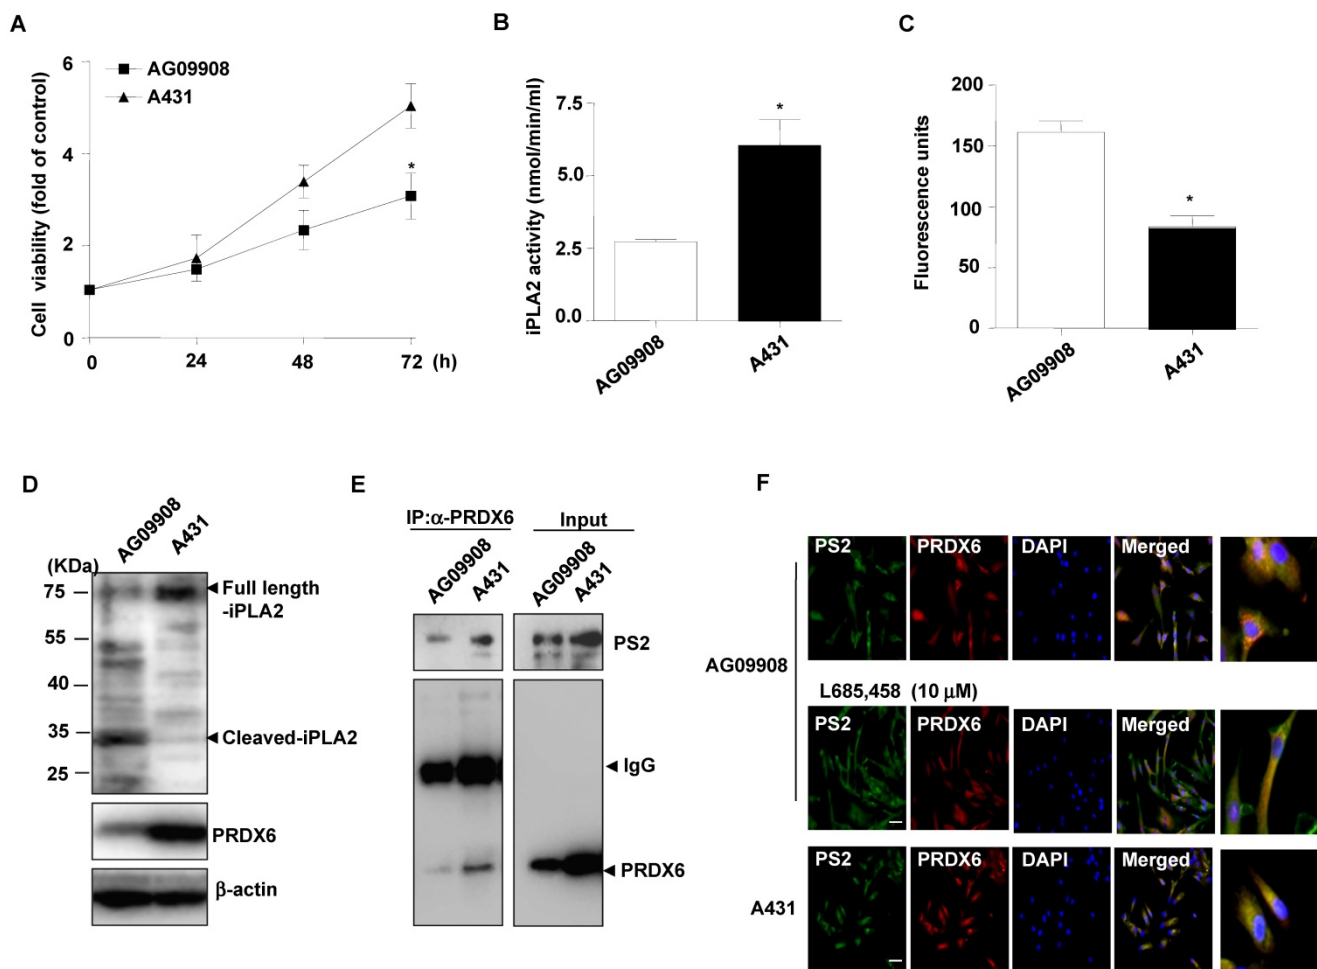 A
Cell viability (fold of control)
6
4
2
0
AG09908
A431
*
0 24 48 72 (h)
B
iPLA2 activity (nmol/min/ml)
7.5
5.0
2.5
0.0
*
AG09908
A431
C
Fluorescence units
200
150
100
50
0
*
AG09908
A431
D
AG09908
A431
(KDa)
75
55
40
35
25
Full length
-iPLA2
Cleaved-iPLA2
PRDX6
β-actin
E
IP:α-PRDX6 Input
AG09908
A431
AG09908
A431
PS2
IgG
PRDX6
F
AG09908
PS2 PRDX6 DAPI Merged
L685,458 (10 μM)
PS2 PRDX6 DAPI Merged
A431
PS2 PRDX6 DAPI Merged